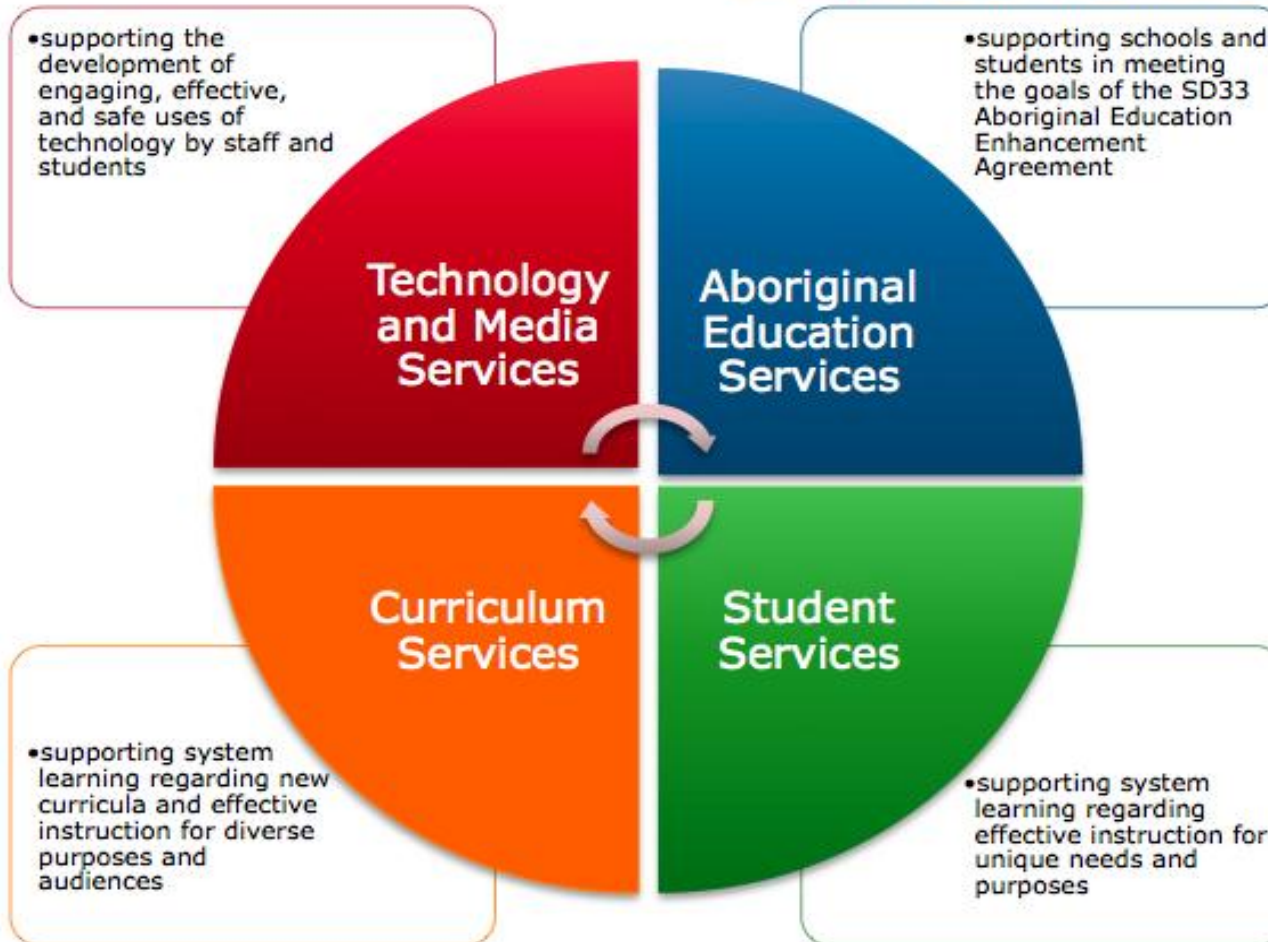 •supporting the
development of
engaging, effective,
and safe uses of
technology by staff and
students
•supporting schools and
students in meeting
the goals of the SD33
Aboriginal Education
Enhancement
Agreement
Technology
and Media
Services
Aboriginal
Education
Services
Curriculum
Services
Student
Services
•supporting system
learning regarding new
curricula and effective
instruction for diverse
purposes and
audiences
•supporting system
learning regarding
effective instruction for
unique needs and
purposes